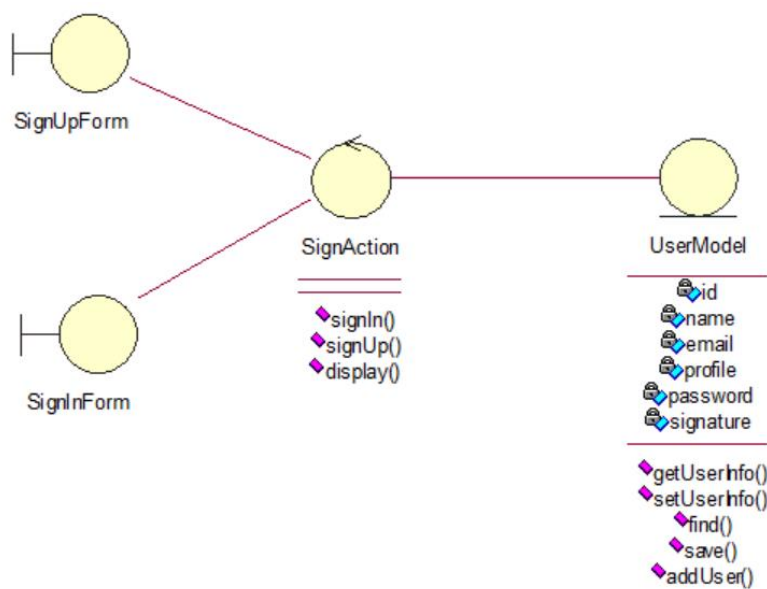 SignUpForm
SignInForm
SignAction
signIn()
signUp()
display()
UserModel
id
name
email
profile
password
signature
getUserInfo()
setUserInfo()
find()
save()
addUser()